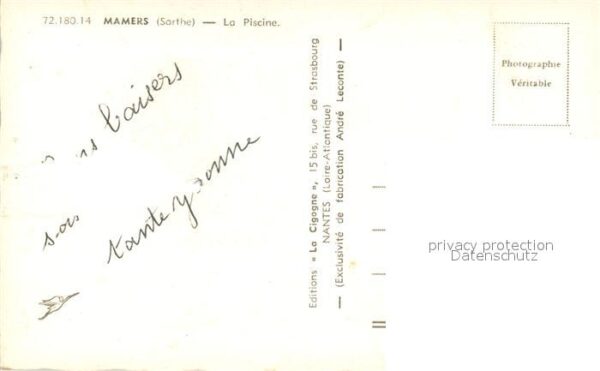 72.180.14 MAMERS (Sarthe) — La Piscine.
Baisers
tante Yvonne
Editions « La Cigogne », 15 bis, rue de Strasbourg
NANTES (Loire-Atlantique)
— (Exclusivité de fabrication André Leconte) —
Photographie
Véritable
privacy protection
Datenschutz